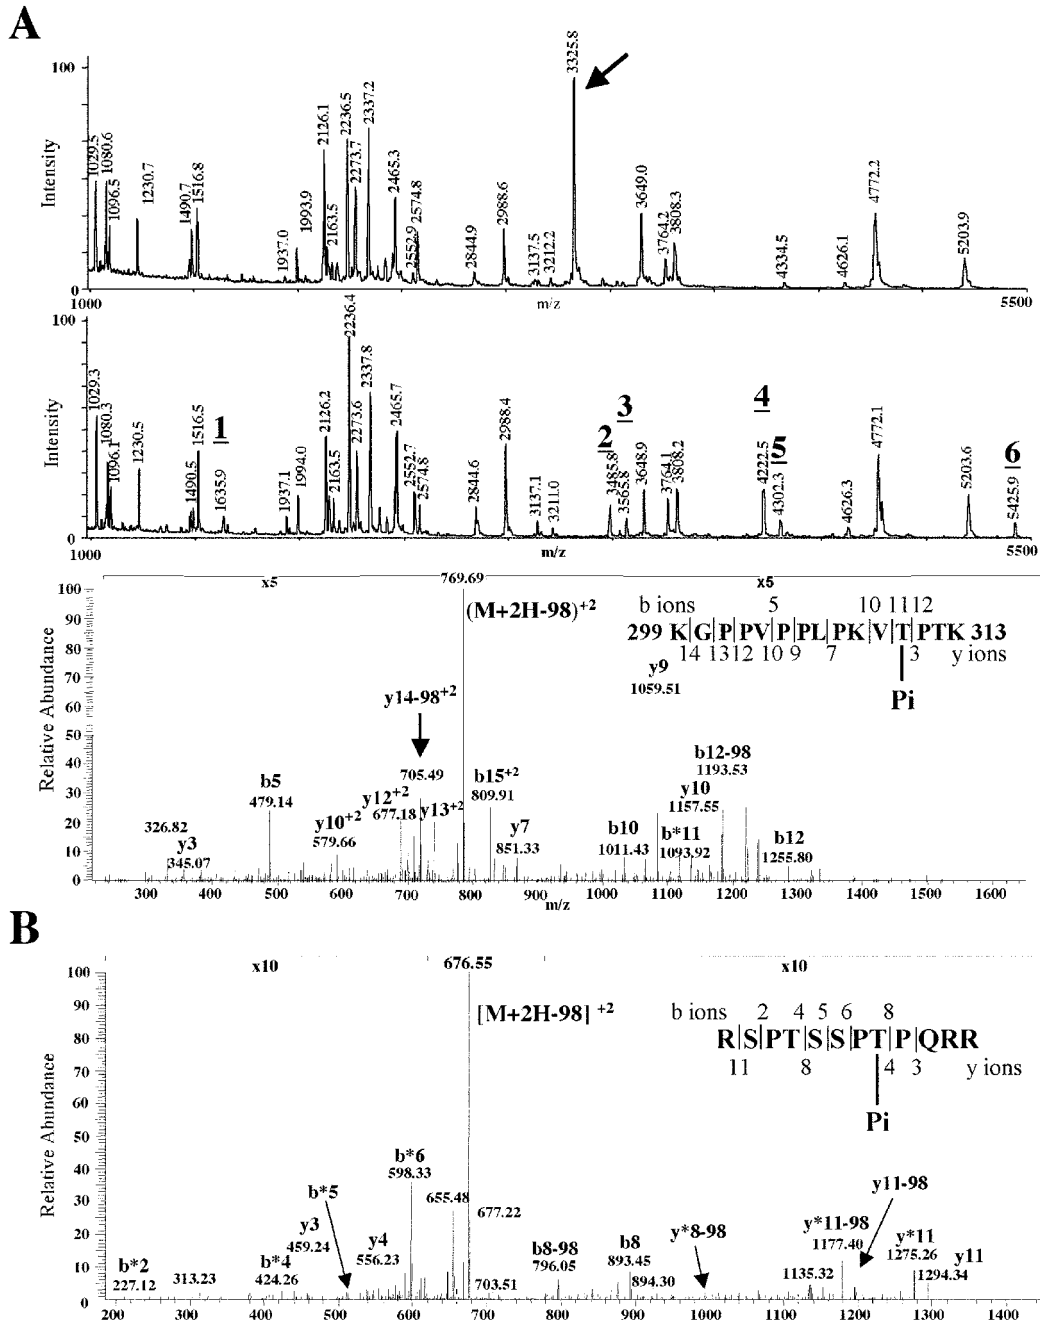 A
100
Intensity
0
1029.5
1080.6
1096.5
1230.7
1490.7
1516.8
1937.0
1993.9
2126.1
2163.5
2236.5
2273.7
2337.2
2465.3
2552.9
2574.8
2844.9
2988.6
3137.5
3212.2
3325.8
3649.0
3764.2
3808.3
4334.5
4626.1
4772.2
5203.9
1000
m/z
5500
100
Intensity
0
1029.3
1080.3
1096.1
1230.5
1490.5
1516.5
1
1635.9
1937.1
1994.0
2126.2
2163.5
2236.4
2273.6
2337.8
2465.7
2552.7
2574.8
2844.6
2988.4
3137.1
3211.0
2
3485.8
3
3565.8
3648.9
3764.1
3808.2
4
4222.5
5
4302.3
4626.3
4772.1
5203.6
6
5425.9
1000
m/z
5500
x5
769.69
x5
(M+2H-98)+2
b ions 5 10 11 12
299 K G P P V P P L P K V T P T K 313
14 13 12 10 9 7 3 y ions
Pi
Relative Abundance
100
90
80
70
60
50
40
30
20
10
0
y9
1059.51
y14-98+2
705.49
b12-98
1193.53
b5
479.14
b15+2
809.91
y10
1157.55
y12+2
677.18
y13+2
326.82
y3
345.07
y10+2
579.66
y7
851.33
b10
1011.43
b*11
1093.92
b12
1255.80
300 400 500 600 700 800 900 1000 1100 1200 1300 1400 1500 1600
m/z
B
x10
676.55
x10
[M+2H-98] +2
b ions 2 4 5 6 8
R S P T S S P T P Q R R
11 8 4 3 y ions
Pi
Relative Abundance
100
90
80
70
60
50
40
30
20
10
0
b*6
598.33
b*5
655.48
677.22
y11-98
y3
459.24
y4
556.23
y*8-98
y*11-98
1177.40
y*11
1275.26
y11
1294.34
b*2
227.12
313.23
b*4
424.26
703.51
b8-98
796.05
b8
893.45
894.30
1135.32
200 300 400 500 600 700 800 900 1000 1100 1200 1300 1400